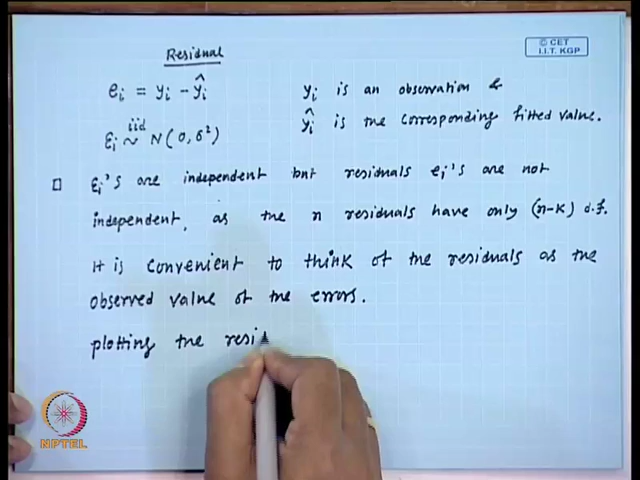 Residual
© CET
I.I.T. KGP
eᵢ = yᵢ - ŷᵢ
yᵢ is an observation &
ŷᵢ is the corresponding fitted value.
εᵢ iid ~ N(0, σ²)
εᵢ's are independent but residuals eᵢ's are not
independent, as the n residuals have only (n-k) d.f.
It is convenient to think of the residuals as the
observed value of the errors.
plotting the resi
NPTEL